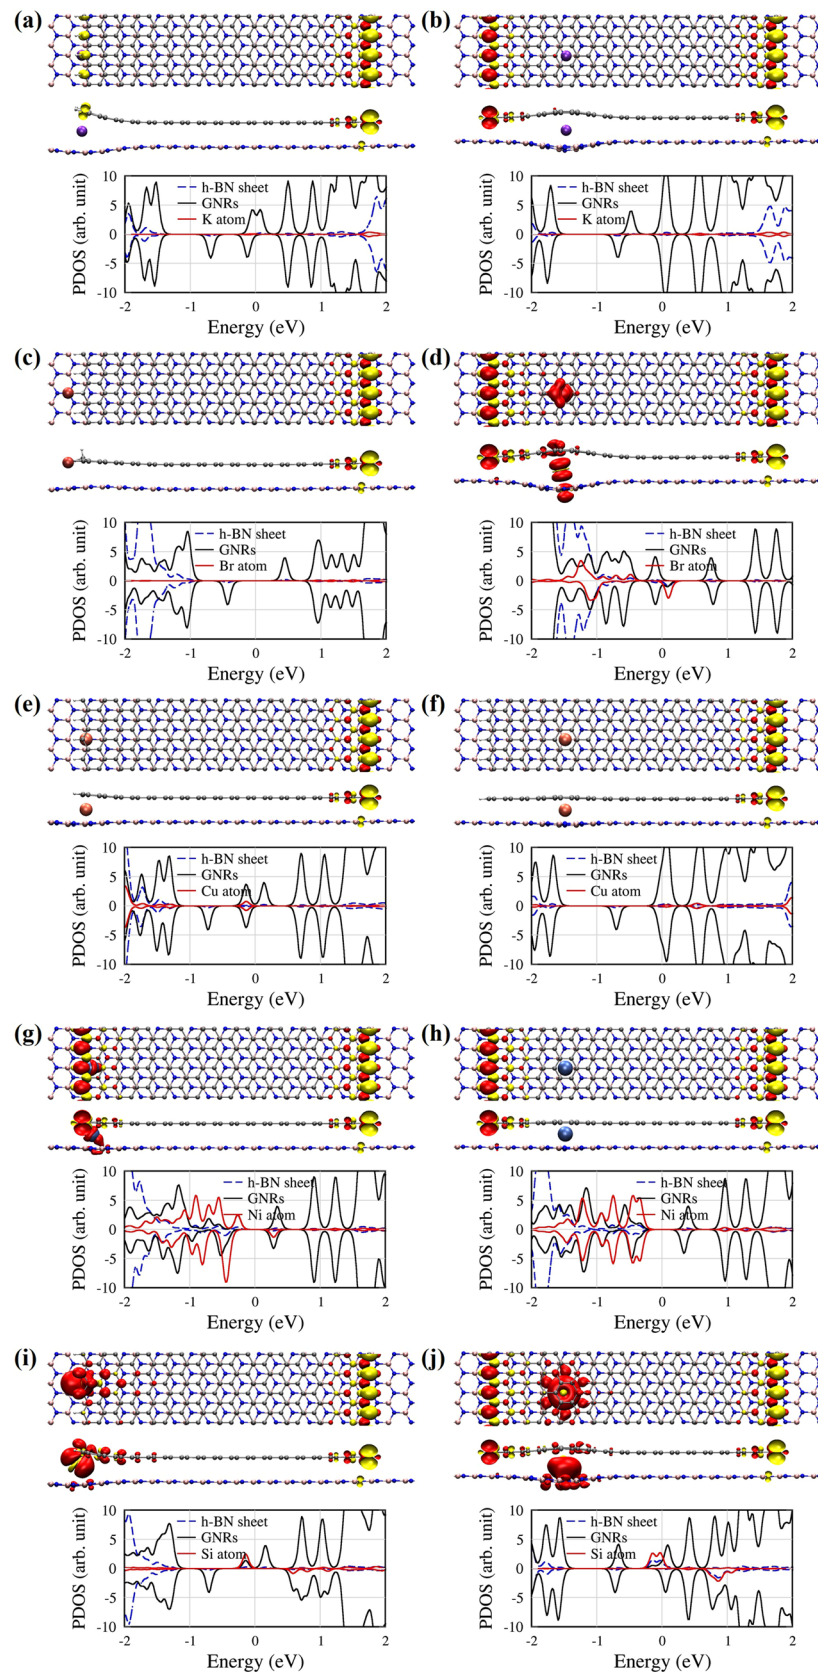 (a) (b)
PDOS (arb. unit) 10 5 0 -5 -10 h-BN sheet GNRs K atom -2 -1 0 1 2 Energy (eV)
PDOS (arb. unit) 10 5 0 -5 -10 h-BN sheet GNRs K atom -2 -1 0 1 2 Energy (eV)
(c) (d)
PDOS (arb. unit) 10 5 0 -5 -10 h-BN sheet GNRs Br atom -2 -1 0 1 2 Energy (eV)
PDOS (arb. unit) 10 5 0 -5 -10 h-BN sheet GNRs Br atom -2 -1 0 1 2 Energy (eV)
(e) (f)
PDOS (arb. unit) 10 5 0 -5 -10 h-BN sheet GNRs Cu atom -2 -1 0 1 2 Energy (eV)
PDOS (arb. unit) 10 5 0 -5 -10 h-BN sheet GNRs Cu atom -2 -1 0 1 2 Energy (eV)
(g) (h)
PDOS (arb. unit) 10 5 0 -5 -10 h-BN sheet GNRs Ni atom -2 -1 0 1 2 Energy (eV)
PDOS (arb. unit) 10 5 0 -5 -10 h-BN sheet GNRs Ni atom -2 -1 0 1 2 Energy (eV)
(i) (j)
PDOS (arb. unit) 10 5 0 -5 -10 h-BN sheet GNRs Si atom -2 -1 0 1 2 Energy (eV)
PDOS (arb. unit) 10 5 0 -5 -10 h-BN sheet GNRs Si atom -2 -1 0 1 2 Energy (eV)